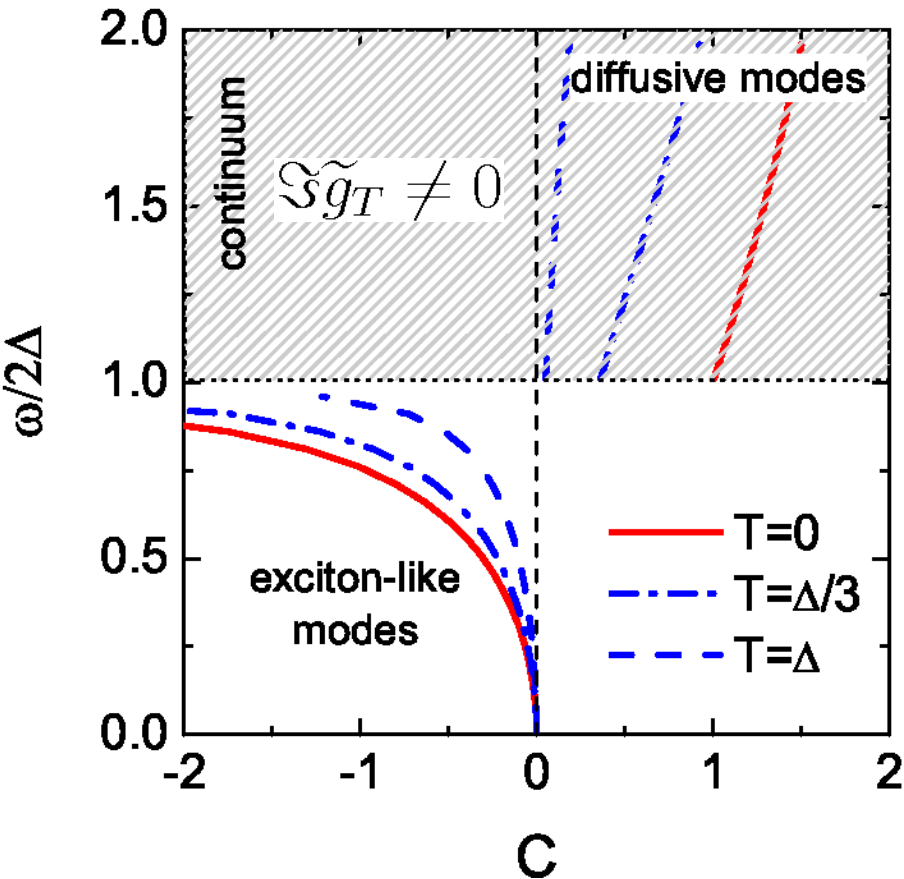 2.0
diffusive modes
continuum
ℑg̃_T ≠ 0
1.5
ω/2Δ
1.0
0.5
T=0
exciton-like
modes
T=Δ/3
T=Δ
0.0
-2 -1 0 1 2
C